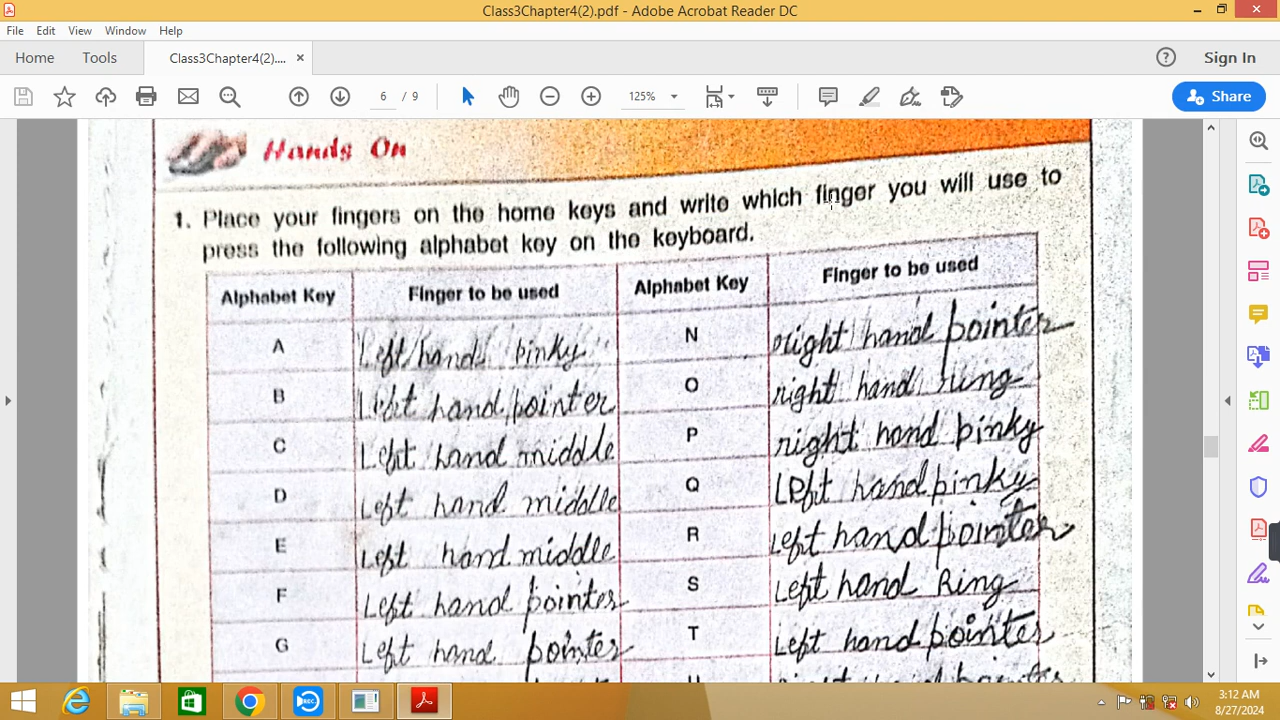 Class3Chapter4(2).pdf - Adobe Acrobat Reader DC
File Edit View Window Help
Home Tools Class3Chapter4(2).... × Sign In
6 / 9 125% Share
Hands On
1. Place your fingers on the home keys and write which finger you will use to
press the following alphabet key on the keyboard.
Alphabet Key Finger to be used Alphabet Key Finger to be used
A Left hand pinky N right hand pointer
B Left hand pointer O right hand ring
C Left hand middle P right hand pinky
D Left hand middle Q Left hand pinky
E Left hand middle R Left hand pointer
F Left hand pointer S Left hand Ring
G Left hand pointer T Left hand pointer
REC
3:12 AM
8/27/2024